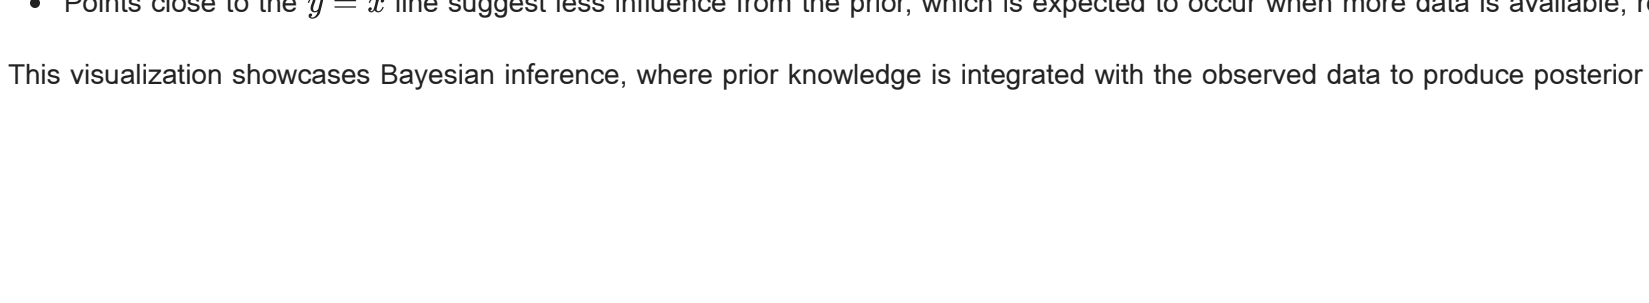 • Points close to the y = x line suggest less influence from the prior, which is expected to occur when more data is available,
This visualization showcases Bayesian inference, where prior knowledge is integrated with the observed data to produce posterior